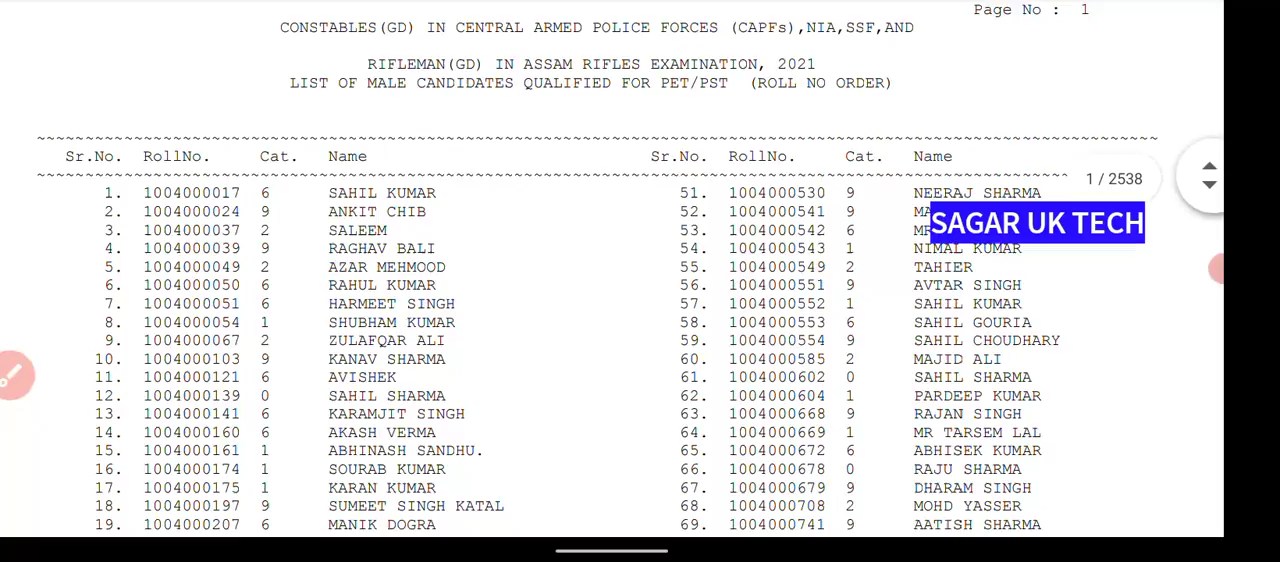 Page No : 1
CONSTABLES(GD) IN CENTRAL ARMED POLICE FORCES (CAPFs),NIA,SSF,AND
RIFLEMAN(GD) IN ASSAM RIFLES EXAMINATION, 2021
LIST OF MALE CANDIDATES QUALIFIED FOR PET/PST (ROLL NO ORDER)
Sr.No. RollNo. Cat. Name Sr.No. RollNo. Cat. Name
1 / 2538
1. 1004000017 6 SAHIL KUMAR 51. 1004000530 9 NEERAJ SHARMA
2. 1004000024 9 ANKIT CHIB 52. 1004000541 9
SAGAR UK TECH
3. 1004000037 2 SALEEM 53. 1004000542 6 MR
4. 1004000039 9 RAGHAV BALI 54. 1004000543 1 NIMAL KUMAR
5. 1004000049 2 AZAR MEHMOOD 55. 1004000549 2 TAHIER
6. 1004000050 6 RAHUL KUMAR 56. 1004000551 9 AVTAR SINGH
7. 1004000051 6 HARMEET SINGH 57. 1004000552 1 SAHIL KUMAR
8. 1004000054 1 SHUBHAM KUMAR 58. 1004000553 6 SAHIL GOURIA
9. 1004000067 2 ZULAFQAR ALI 59. 1004000554 9 SAHIL CHOUDHARY
10. 1004000103 9 KANAV SHARMA 60. 1004000585 2 MAJID ALI
11. 1004000121 6 AVISHEK 61. 1004000602 0 SAHIL SHARMA
12. 1004000139 0 SAHIL SHARMA 62. 1004000604 1 PARDEEP KUMAR
13. 1004000141 6 KARAMJIT SINGH 63. 1004000668 9 RAJAN SINGH
14. 1004000160 6 AKASH VERMA 64. 1004000669 1 MR TARSEM LAL
15. 1004000161 1 ABHINASH SANDHU. 65. 1004000672 6 ABHISEK KUMAR
16. 1004000174 1 SOURAB KUMAR 66. 1004000678 0 RAJU SHARMA
17. 1004000175 1 KARAN KUMAR 67. 1004000679 9 DHARAM SINGH
18. 1004000197 9 SUMEET SINGH KATAL 68. 1004000708 2 MOHD YASSER
19. 1004000207 6 MANIK DOGRA 69. 1004000741 9 AATISH SHARMA